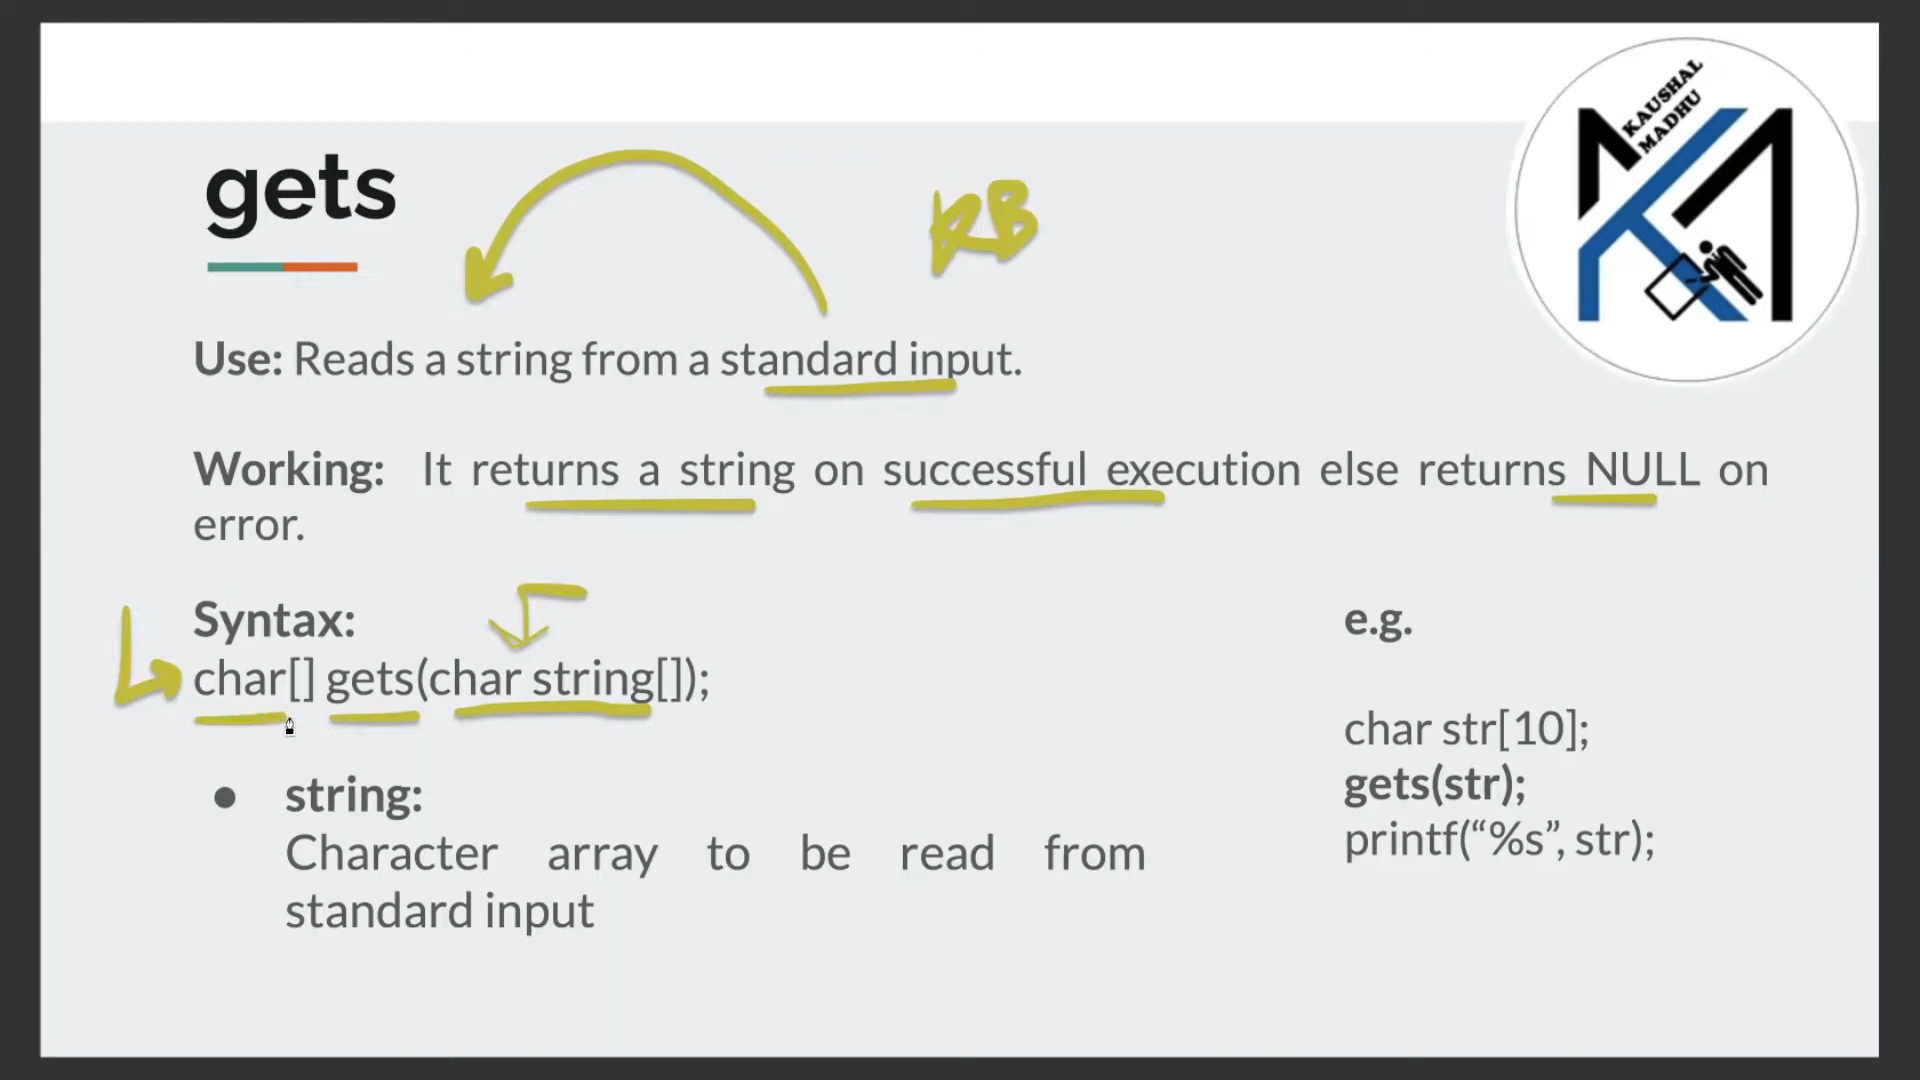 KAUSHAL
MADHU
gets
KB
Use: Reads a string from a standard input.
Working: It returns a string on successful execution else returns NULL on
error.
Syntax:
char[] gets(char string[]);
● string:
Character array to be read from
standard input
e.g.
char str[10];
gets(str);
printf(“%s”, str);